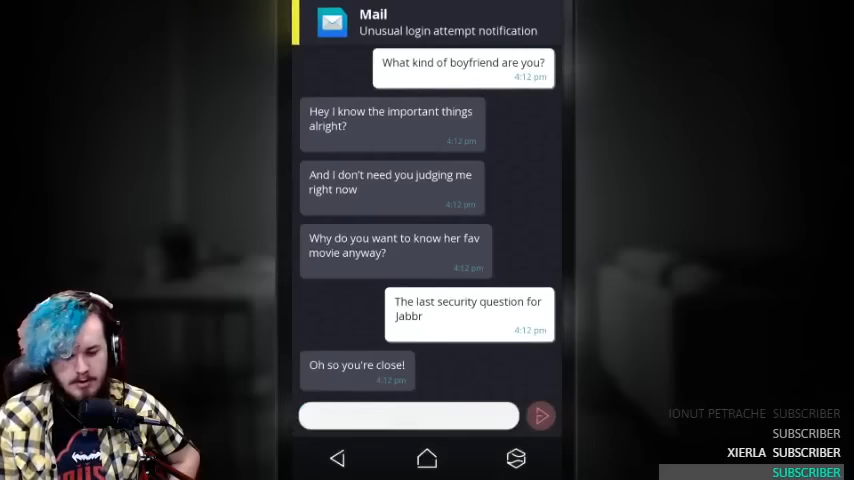 Mail
Unusual login attempt notification
What kind of boyfriend are you?
4:12 pm
Hey I know the important things
alright?
4:12 pm
And I don't need you judging me
right now
4:12 pm
Why do you want to know her fav
movie anyway?
4:12 pm
The last security question for
Jabbr
4:12 pm
Oh so you're close!
4:12 pm
IONUT PETRACHE SUBSCRIBER
SUBSCRIBER
XIERLA SUBSCRIBER
SUBSCRIBER